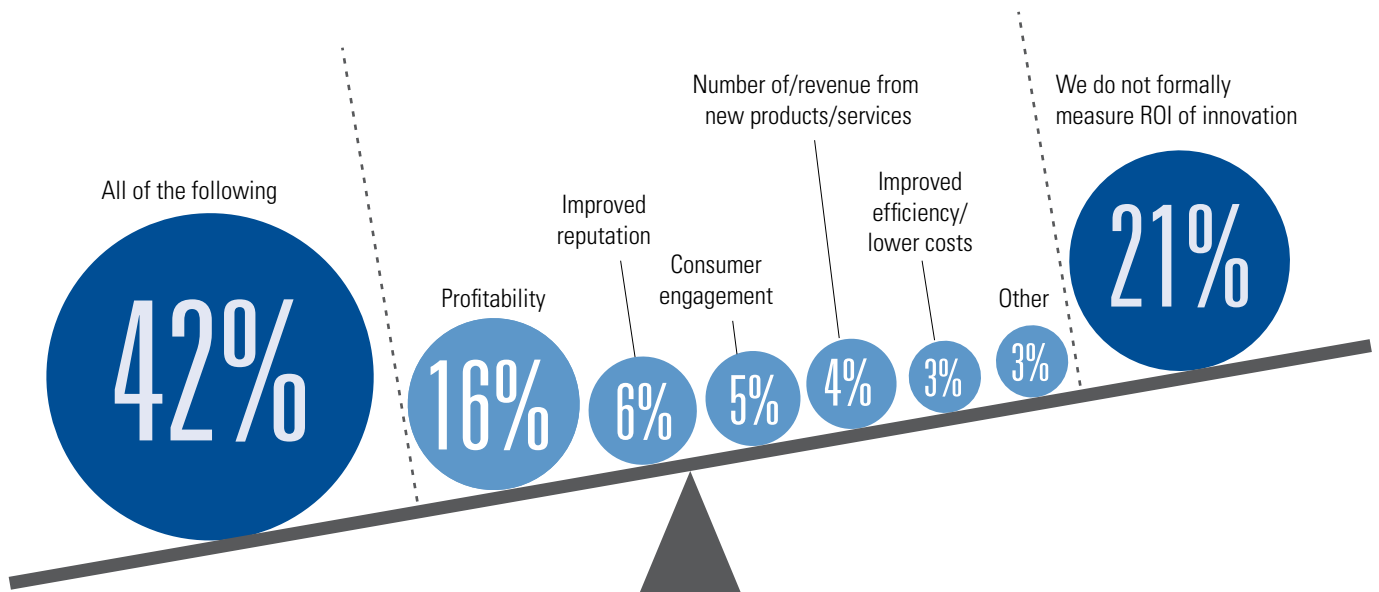 All of the following
42%
Profitability
16%
Improved
reputation
6%
Consumer
engagement
5%
Number of/revenue from
new products/services
4%
Improved
efficiency/
lower costs
3%
Other
3%
We do not formally
measure ROI of innovation
21%